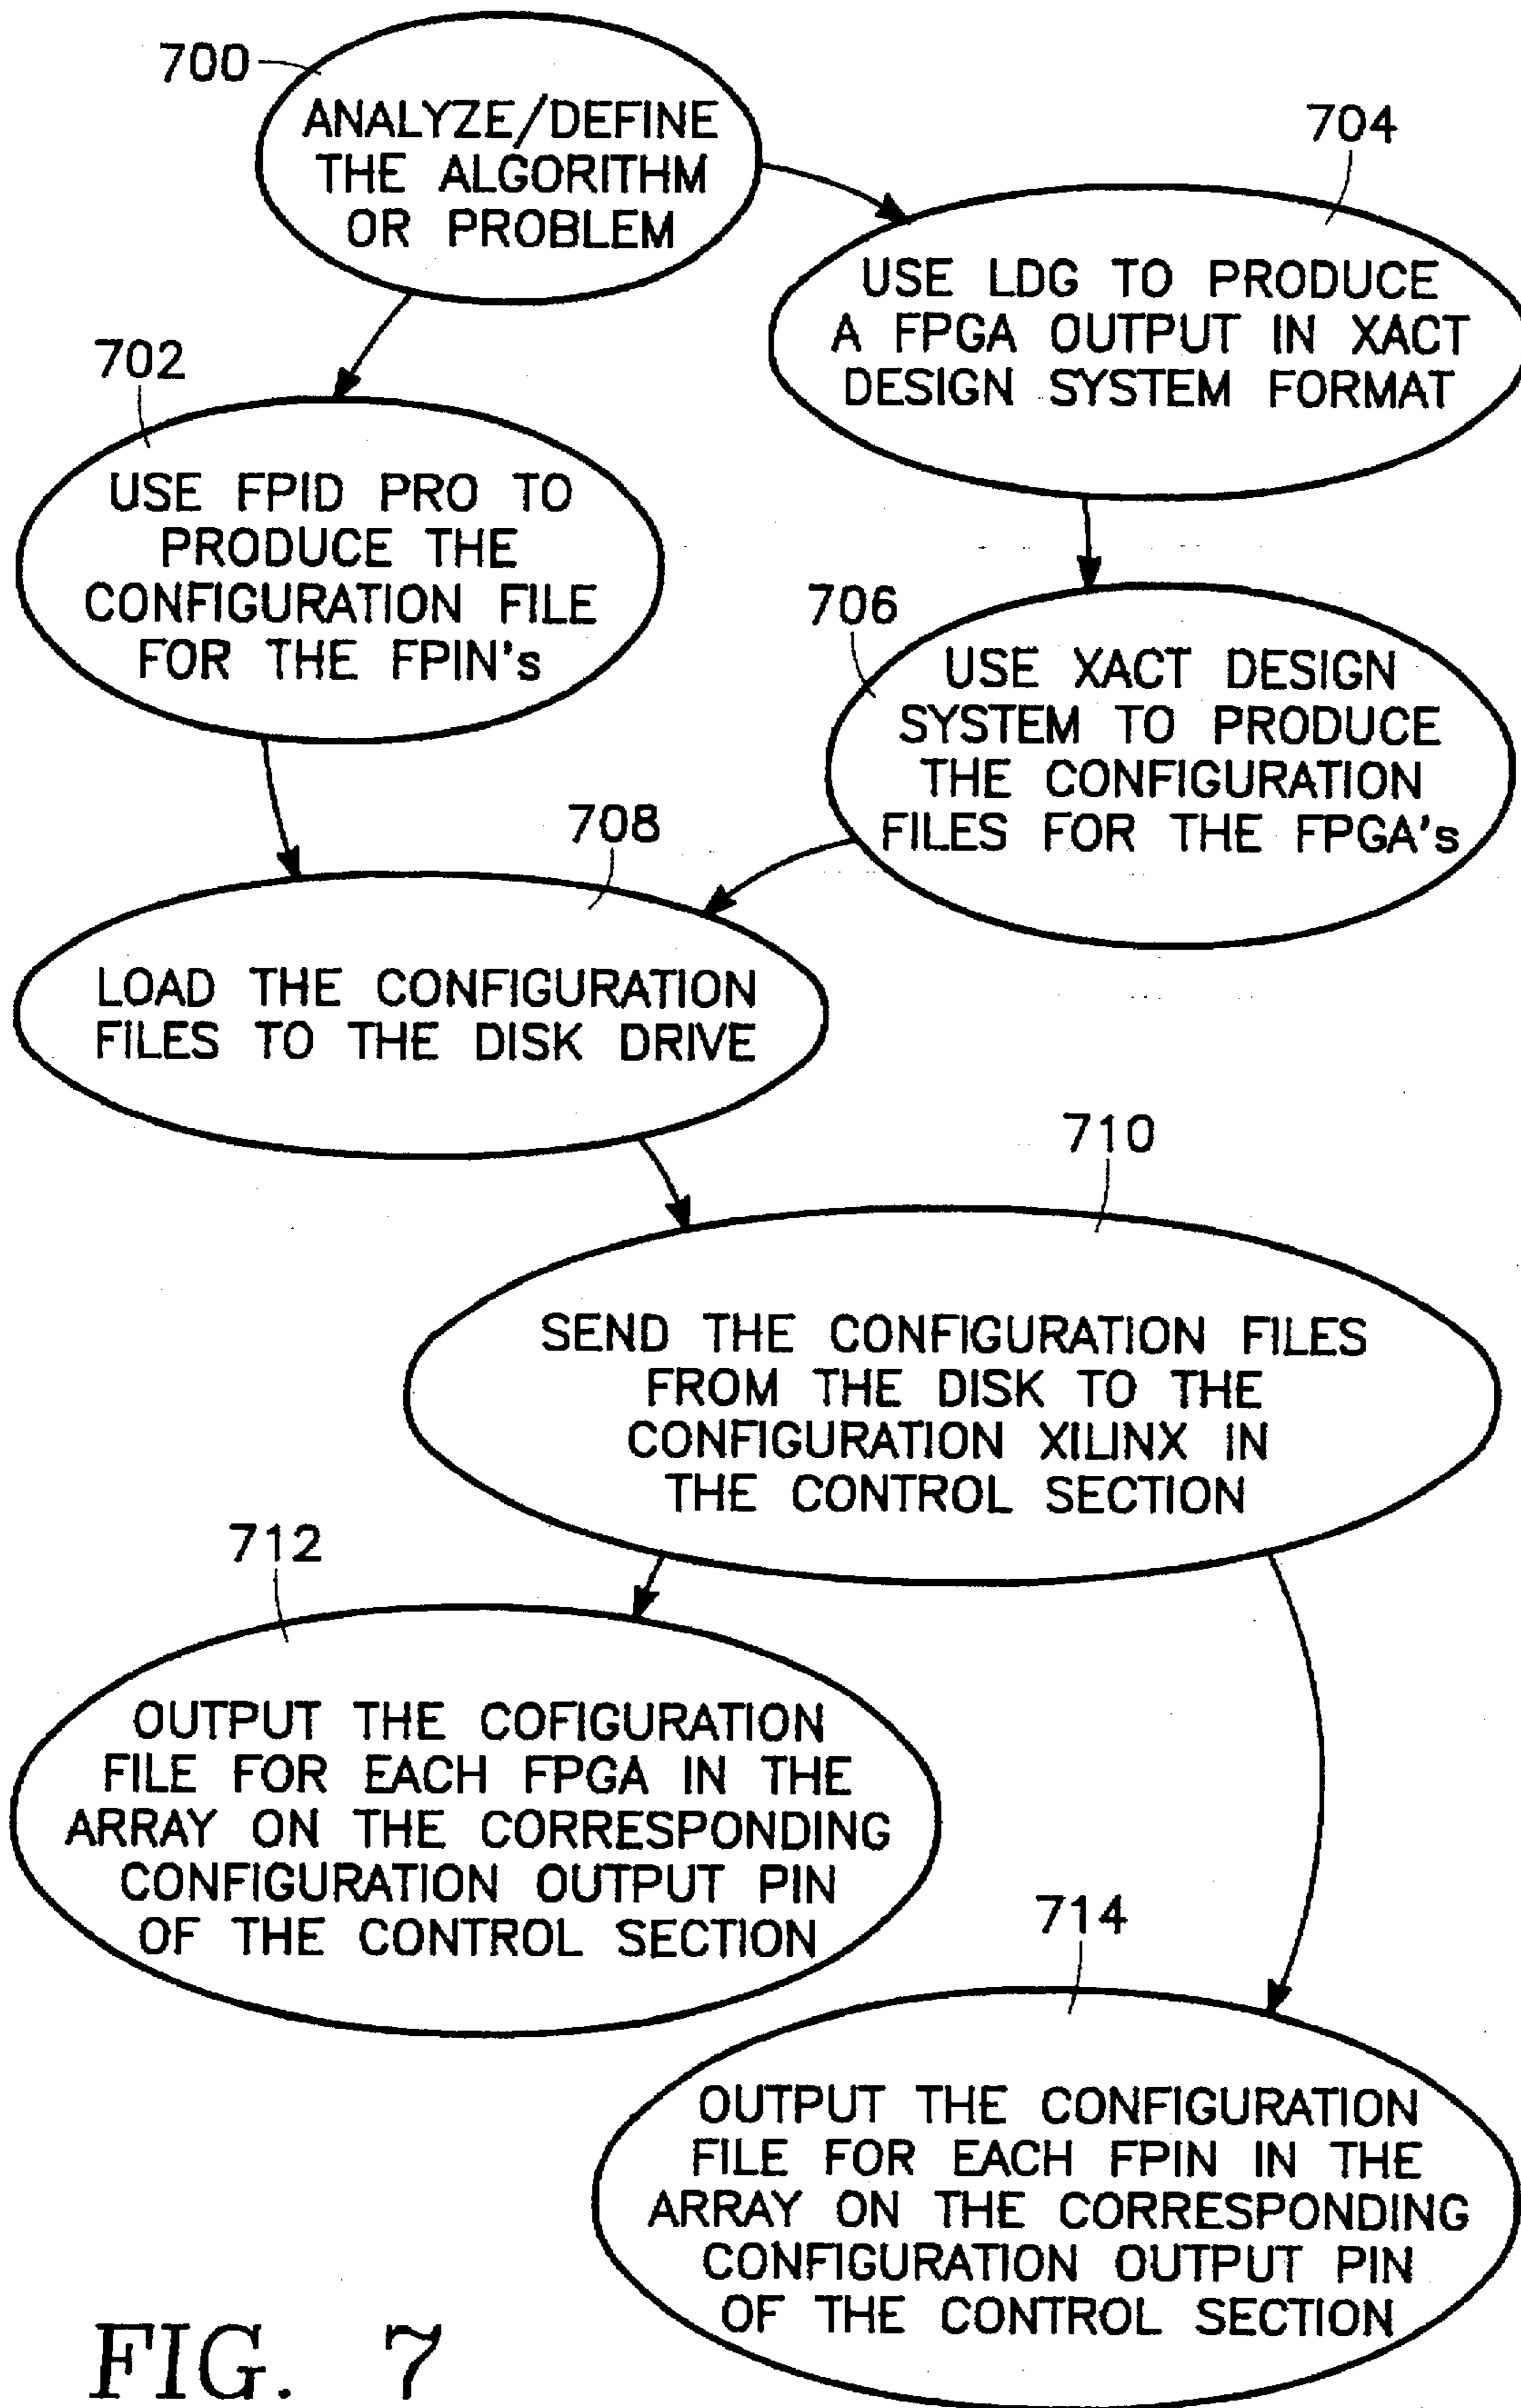 700
ANALYZE/DEFINE
THE ALGORITHM
OR PROBLEM
704
USE LDG TO PRODUCE
A FPGA OUTPUT IN XACT
DESIGN SYSTEM FORMAT
702
USE FPID PRO TO
PRODUCE THE
CONFIGURATION FILE
FOR THE FPIN's
706
USE XACT DESIGN
SYSTEM TO PRODUCE
THE CONFIGURATION
FILES FOR THE FPGA's
708
LOAD THE CONFIGURATION
FILES TO THE DISK DRIVE
710
SEND THE CONFIGURATION FILES
FROM THE DISK TO THE
CONFIGURATION XILINX IN
THE CONTROL SECTION
712
OUTPUT THE COFIGURATION
FILE FOR EACH FPGA IN THE
ARRAY ON THE CORRESPONDING
CONFIGURATION OUTPUT PIN
OF THE CONTROL SECTION
714
OUTPUT THE CONFIGURATION
FILE FOR EACH FPIN IN THE
ARRAY ON THE CORRESPONDING
CONFIGURATION OUTPUT PIN
OF THE CONTROL SECTION
FIG. 7